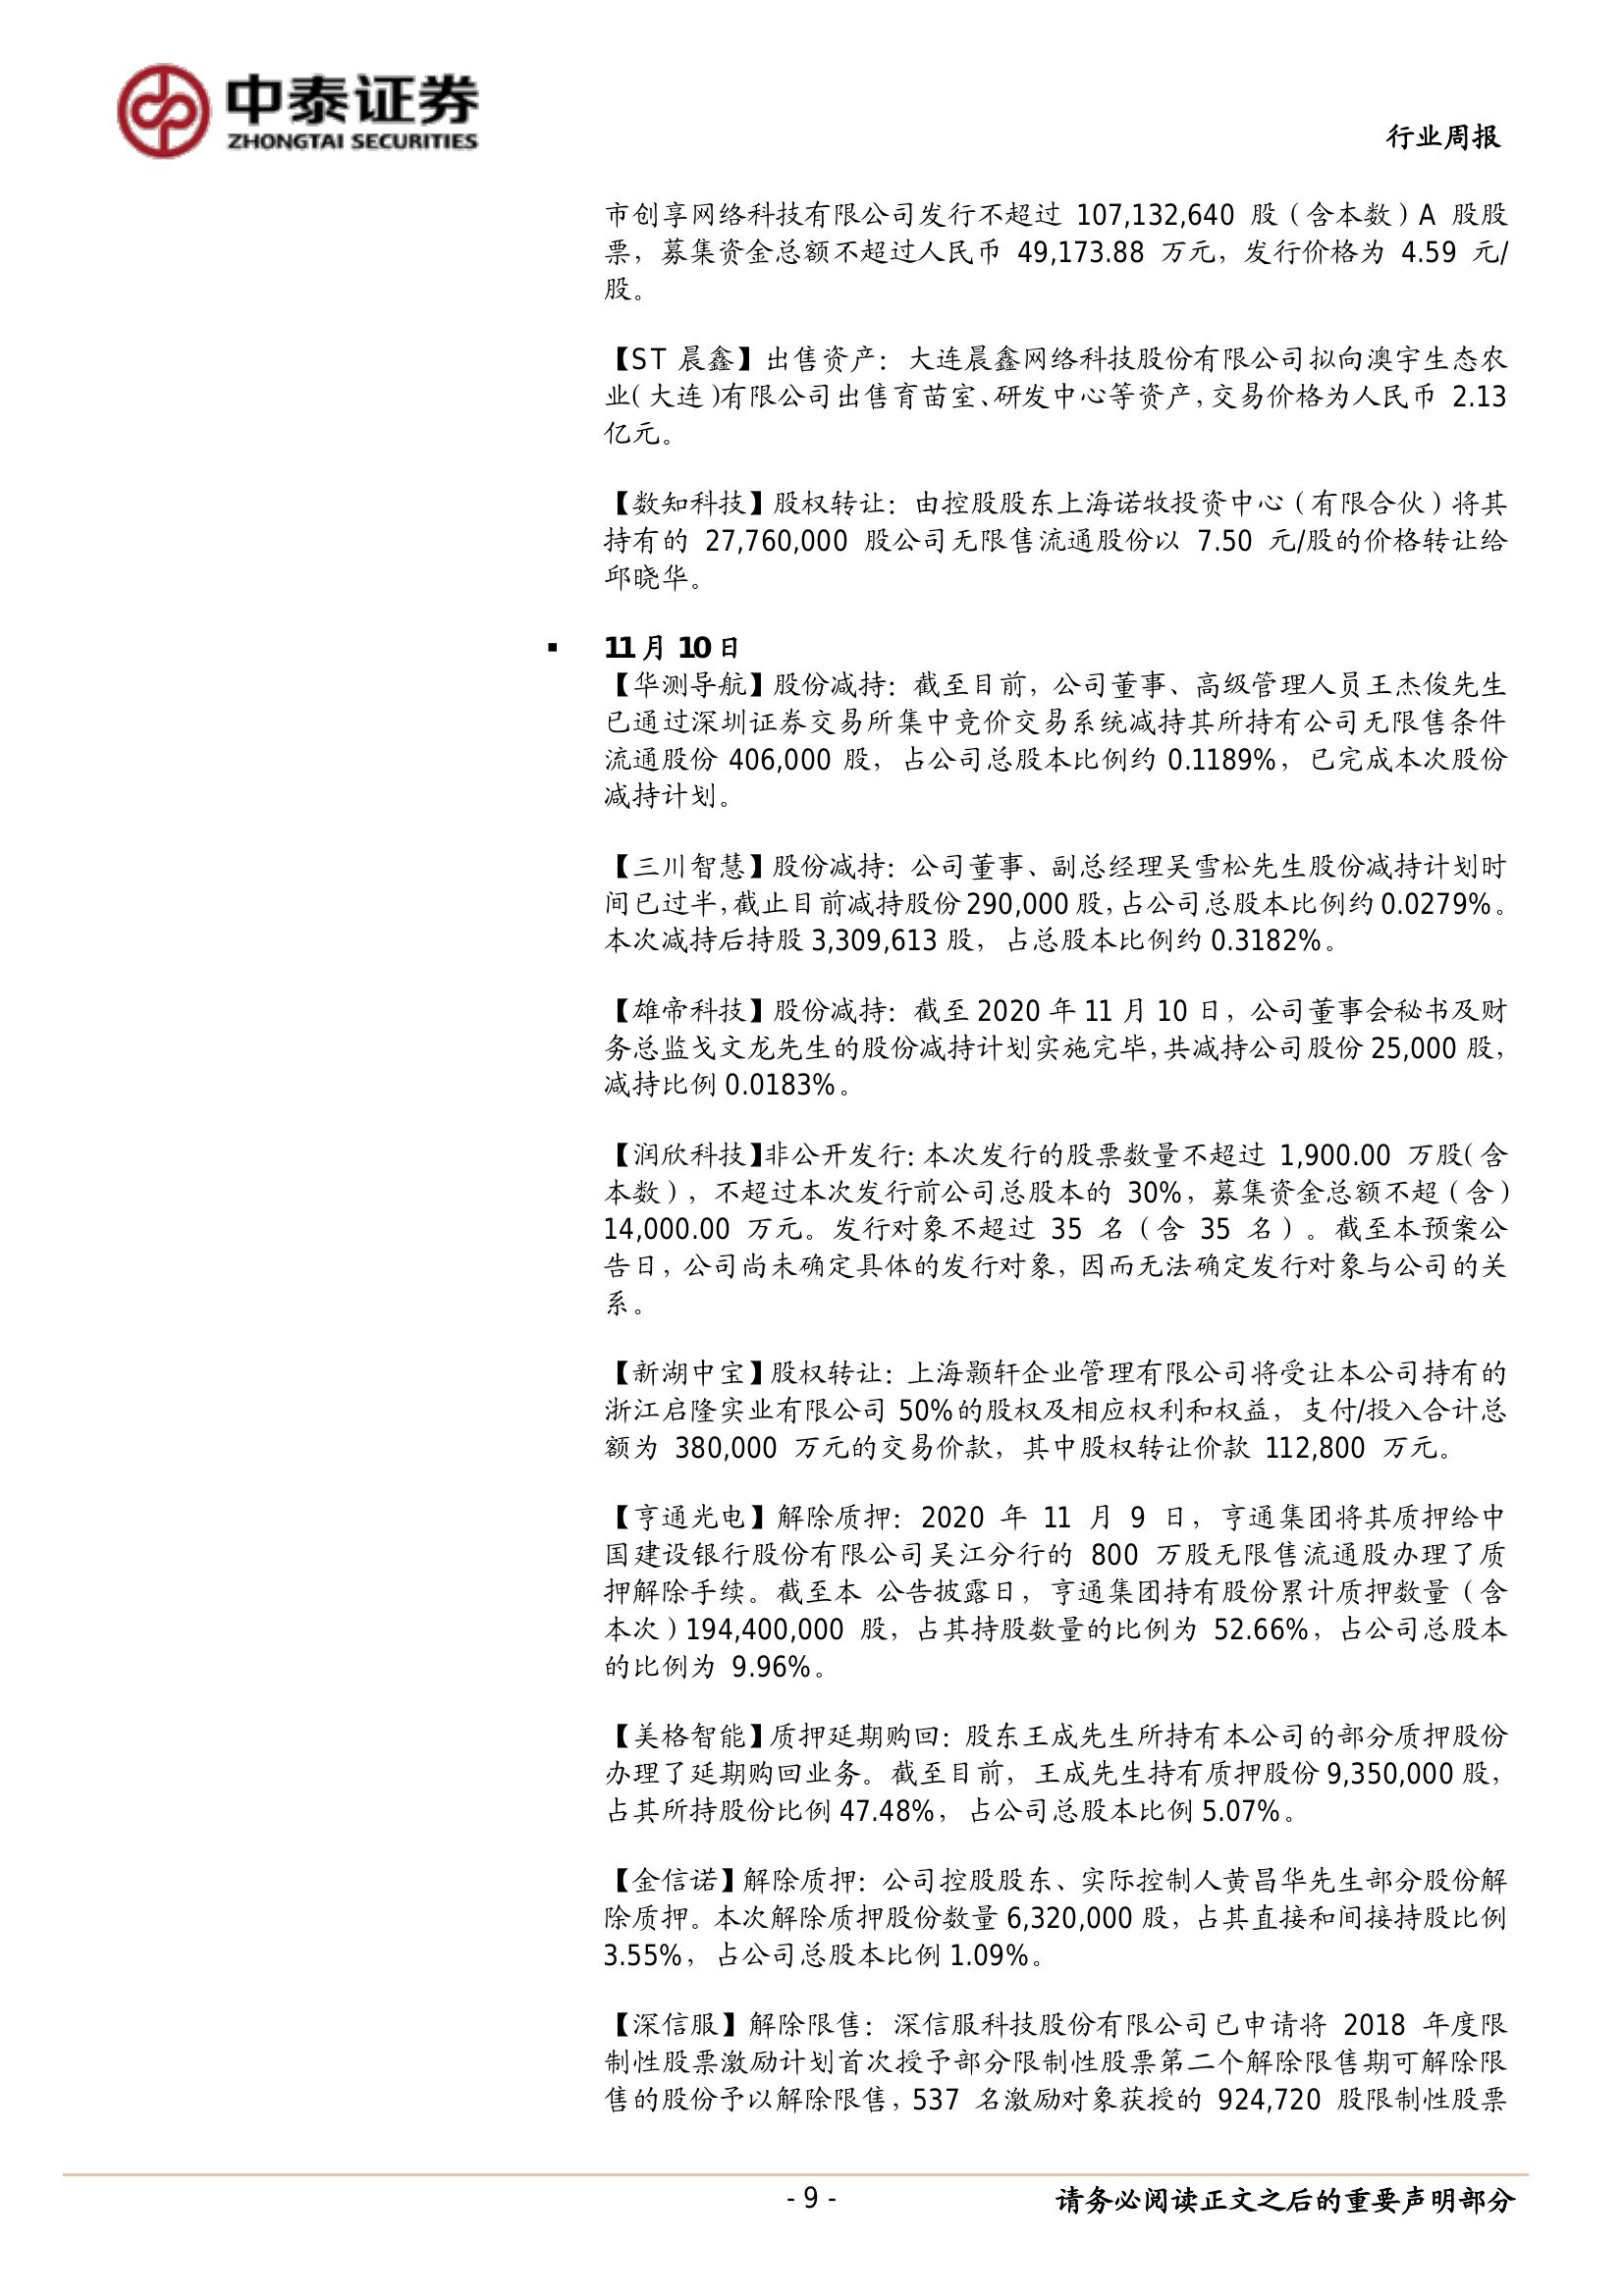 中泰证券
ZHONGTAI SECURITIES
行业周报
市创享网络科技有限公司发行不超过 107,132,640 股（含本数）A 股股
票，募集资金总额不超过人民币 49,173.88 万元，发行价格为 4.59 元/
股。
【ST 晨鑫】出售资产：大连晨鑫网络科技股份有限公司拟向澳宇生态农
业(大连)有限公司出售育苗室、研发中心等资产，交易价格为人民币 2.13
亿元。
【数知科技】股权转让：由控股股东上海诺牧投资中心（有限合伙）将其
持有的 27,760,000 股公司无限售流通股份以 7.50 元/股的价格转让给
邱晓华。
▪ 11 月 10 日
【华测导航】股份减持：截至目前，公司董事、高级管理人员王杰俊先生
已通过深圳证券交易所集中竞价交易系统减持其所持有公司无限售条件
流通股份 406,000 股，占公司总股本比例约 0.1189%，已完成本次股份
减持计划。
【三川智慧】股份减持：公司董事、副总经理吴雪松先生股份减持计划时
间已过半，截止目前减持股份 290,000 股，占公司总股本比例约 0.0279%。
本次减持后持股 3,309,613 股，占总股本比例约 0.3182%。
【雄帝科技】股份减持：截至 2020 年 11 月 10 日，公司董事会秘书及财
务总监戈文龙先生的股份减持计划实施完毕，共减持公司股份 25,000 股，
减持比例 0.0183%。
【润欣科技】非公开发行：本次发行的股票数量不超过 1,900.00 万股(含
本数)，不超过本次发行前公司总股本的 30%，募集资金总额不超（含）
14,000.00 万元。发行对象不超过 35 名（含 35 名）。截至本预案公
告日，公司尚未确定具体的发行对象，因而无法确定发行对象与公司的关
系。
【新湖中宝】股权转让：上海颢轩企业管理有限公司将受让本公司持有的
浙江启隆实业有限公司 50%的股权及相应权利和权益，支付/投入合计总
额为 380,000 万元的交易价款，其中股权转让价款 112,800 万元。
【亨通光电】解除质押：2020 年 11 月 9 日，亨通集团将其质押给中
国建设银行股份有限公司吴江分行的 800 万股无限售流通股办理了质
押解除手续。截至本 公告披露日，亨通集团持有股份累计质押数量（含
本次）194,400,000 股，占其持股数量的比例为 52.66%，占公司总股本
的比例为 9.96%。
【美格智能】质押延期购回：股东王成先生所持有本公司的部分质押股份
办理了延期购回业务。截至目前，王成先生持有质押股份 9,350,000 股，
占其所持股份比例 47.48%，占公司总股本比例 5.07%。
【金信诺】解除质押：公司控股股东、实际控制人黄昌华先生部分股份解
除质押。本次解除质押股份数量 6,320,000 股，占其直接和间接持股比例
3.55%，占公司总股本比例 1.09%。
【深信服】解除限售：深信服科技股份有限公司已申请将 2018 年度限
制性股票激励计划首次授予部分限制性股票第二个解除限售期可解除限
售的股份予以解除限售，537 名激励对象获授的 924,720 股限制性股票
- 9 -
请务必阅读正文之后的重要声明部分